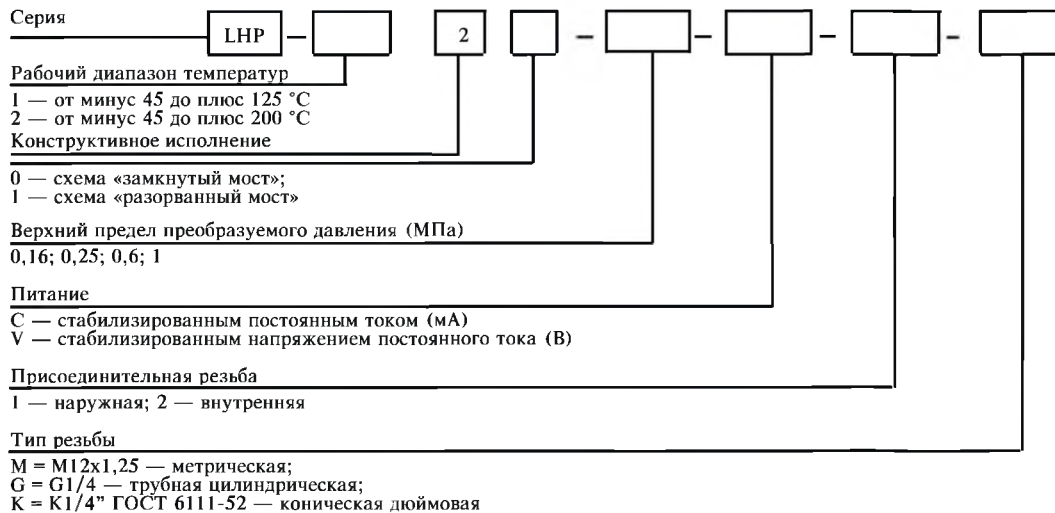 Серия
LHP – 2 – – – –
Рабочий диапазон температур
1 — от минус 45 до плюс 125 °С
2 — от минус 45 до плюс 200 °С
Конструктивное исполнение
0 — схема «замкнутый мост»;
1 — схема «разорванный мост»
Верхний предел преобразуемого давления (МПа)
0,16; 0,25; 0,6; 1
Питание
С — стабилизированным постоянным током (мА)
V — стабилизированным напряжением постоянного тока (В)
Присоединительная резьба
1 — наружная; 2 — внутренняя
Тип резьбы
М = М12х1,25 — метрическая;
G = G1/4 — трубная цилиндрическая;
К = К1/4” ГОСТ 6111-52 — коническая дюймовая